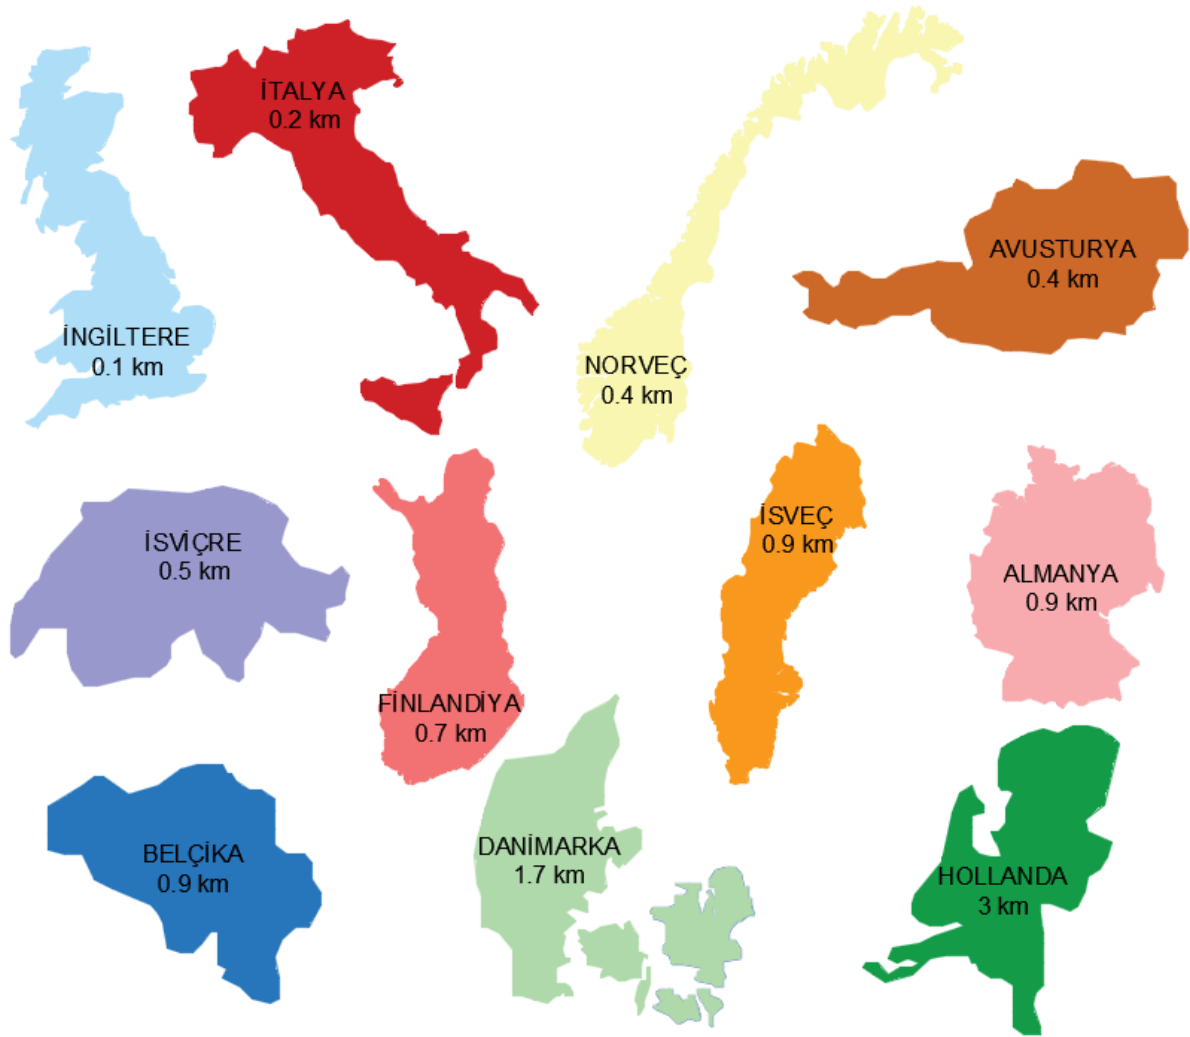 İTALYA
0.2 km
AVUSTURYA
0.4 km
İNGİLTERE
0.1 km
NORVEÇ
0.4 km
İSVİÇRE
0.5 km
İSVEÇ
0.9 km
ALMANYA
0.9 km
FİNLANDİYA
0.7 km
BELÇİKA
0.9 km
DANİMARKA
1.7 km
HOLLANDA
3 km